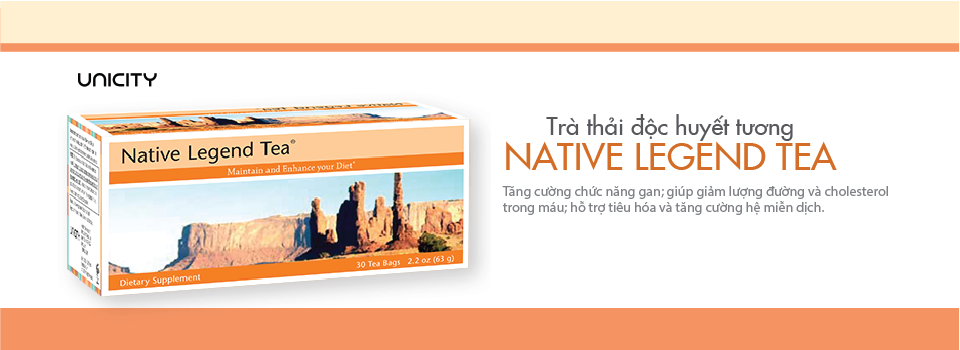 UNICITY
Native Legend Tea®
Maintain and Enhance your Diet*
30 Tea Bags 2.2 oz (63 g)
Dietary Supplement
Trà thải độc huyết tương
NATIVE LEGEND TEA
Tăng cường chức năng gan; giúp giảm lượng đường và cholesterol
trong máu; hỗ trợ tiêu hóa và tăng cường hệ miễn dịch.